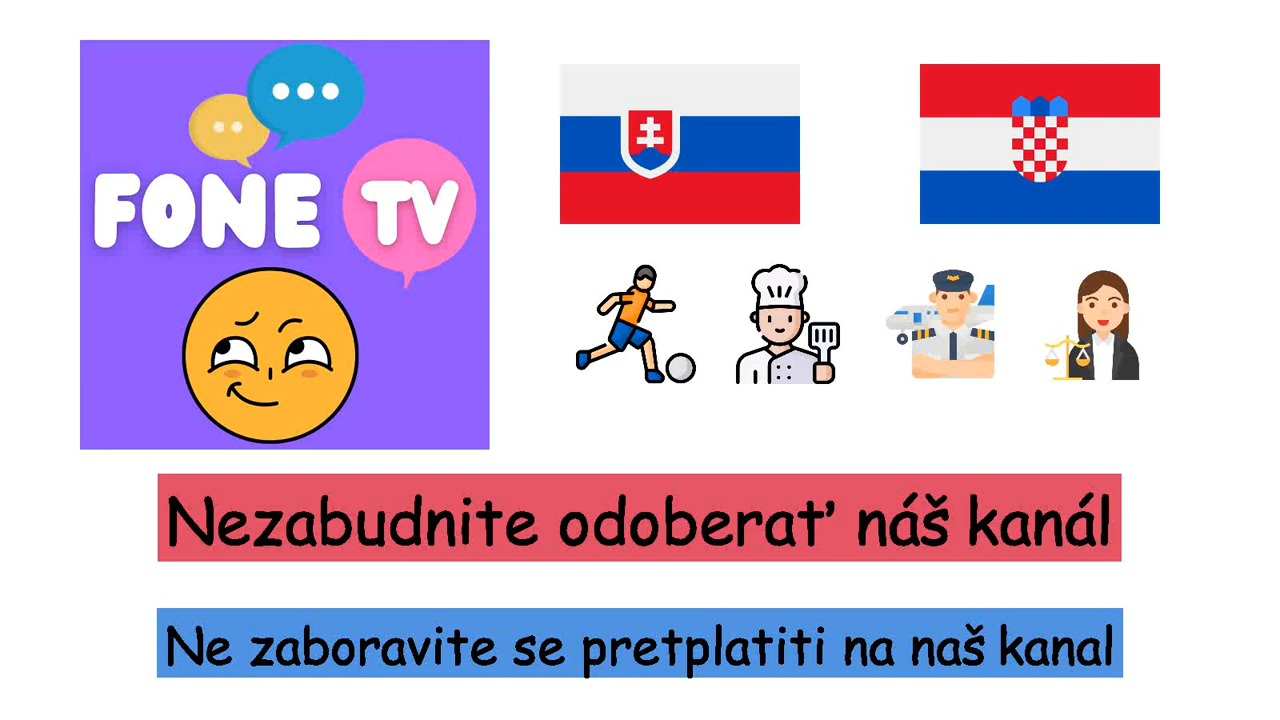 FONE TV
Nezabudnite odoberať náš kanál
Ne zaboravite se pretplatiti na naš kanal